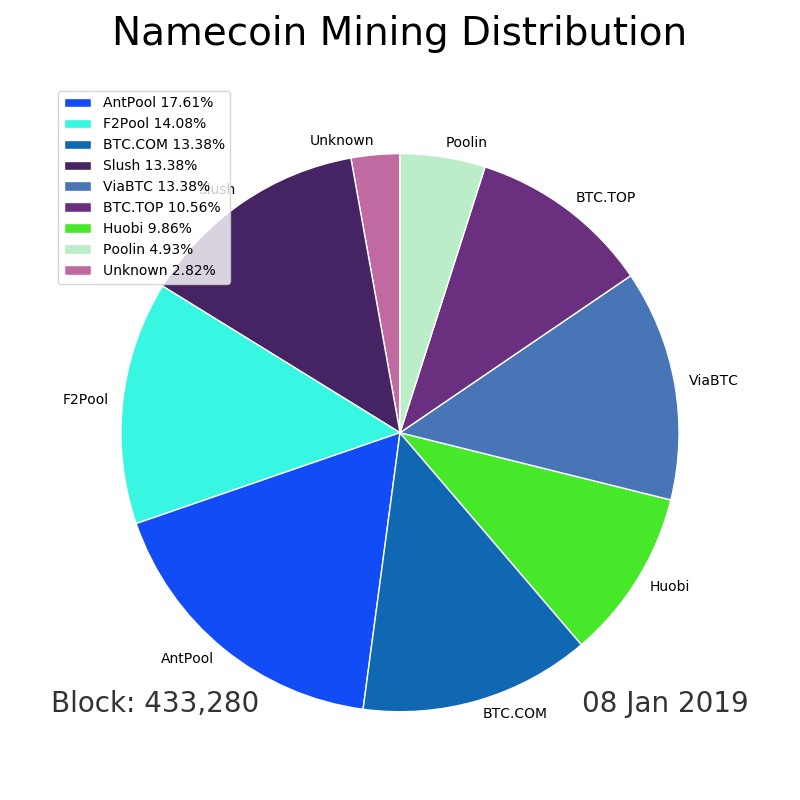 Namecoin Mining Distribution
AntPool 17.61%
F2Pool 14.08%
BTC.COM 13.38%
Slush 13.38%
ViaBTC 13.38%
BTC.TOP 10.56%
Huobi 9.86%
Poolin 4.93%
Unknown 2.82%
Unknown
Poolin
Slush
BTC.TOP
ViaBTC
F2Pool
Huobi
AntPool
BTC.COM
Block: 433,280
08 Jan 2019